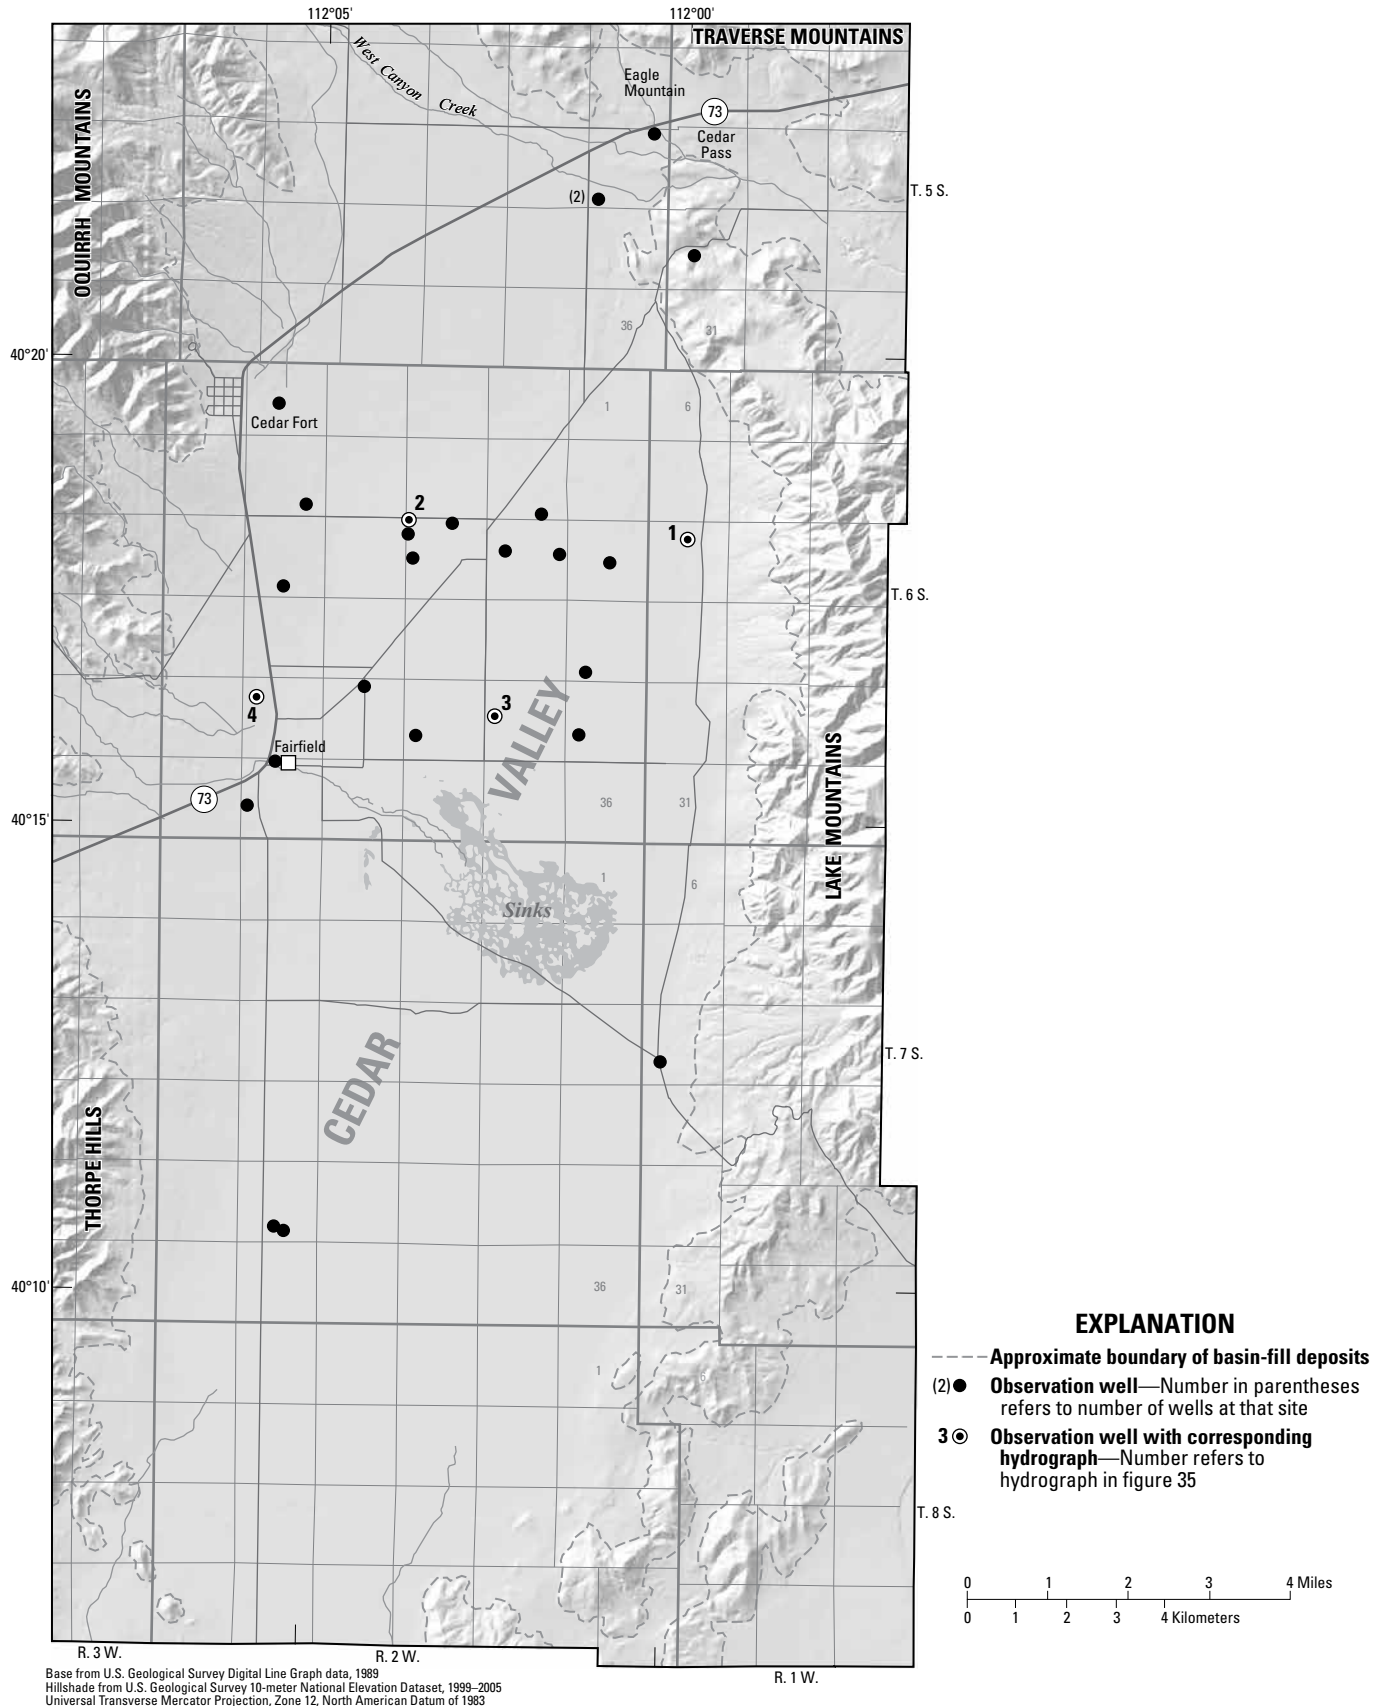 112°05'
112°00'
TRAVERSE MOUNTAINS
West Canyon Creek
Eagle
Mountain
73
Cedar
Pass
OQUIRRH MOUNTAINS
(2)
T. 5 S.
36
31
40°20'
1
6
Cedar Fort
2
1
T. 6 S.
3
4
VALLEY
Fairfield
LAKE MOUNTAINS
73
36
31
40°15'
1
6
Sinks
CEDAR
T. 7 S.
THORPE HILLS
40°10'
36
31
1
6
T. 8 S.
R. 3 W.
R. 2 W.
R. 1 W.
EXPLANATION
Approximate boundary of basin-fill deposits
(2) Observation well—Number in parentheses
refers to number of wells at that site
3 Observation well with corresponding
hydrograph—Number refers to
hydrograph in figure 35
0 1 2 3 4 Miles
0 1 2 3 4 Kilometers
Base from U.S. Geological Survey Digital Line Graph data, 1989
Hillshade from U.S. Geological Survey 10-meter National Elevation Dataset, 1999–2005
Universal Transverse Mercator Projection, Zone 12, North American Datum of 1983